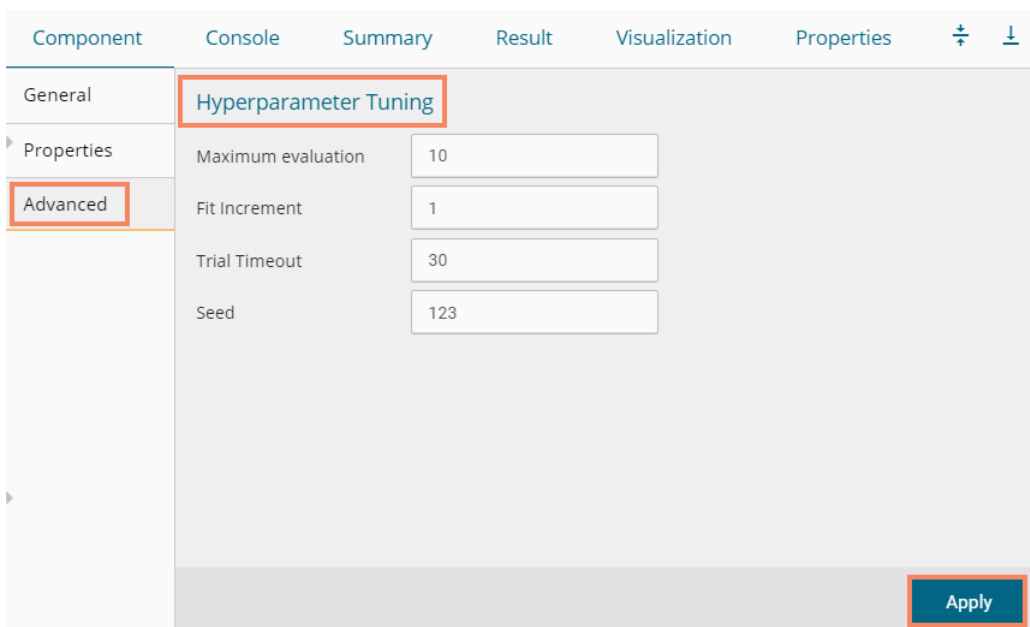 Component Console Summary Result Visualization Properties
General
Properties
Advanced
Hyperparameter Tuning
Maximum evaluation 10
Fit Increment 1
Trial Timeout 30
Seed 123
Apply